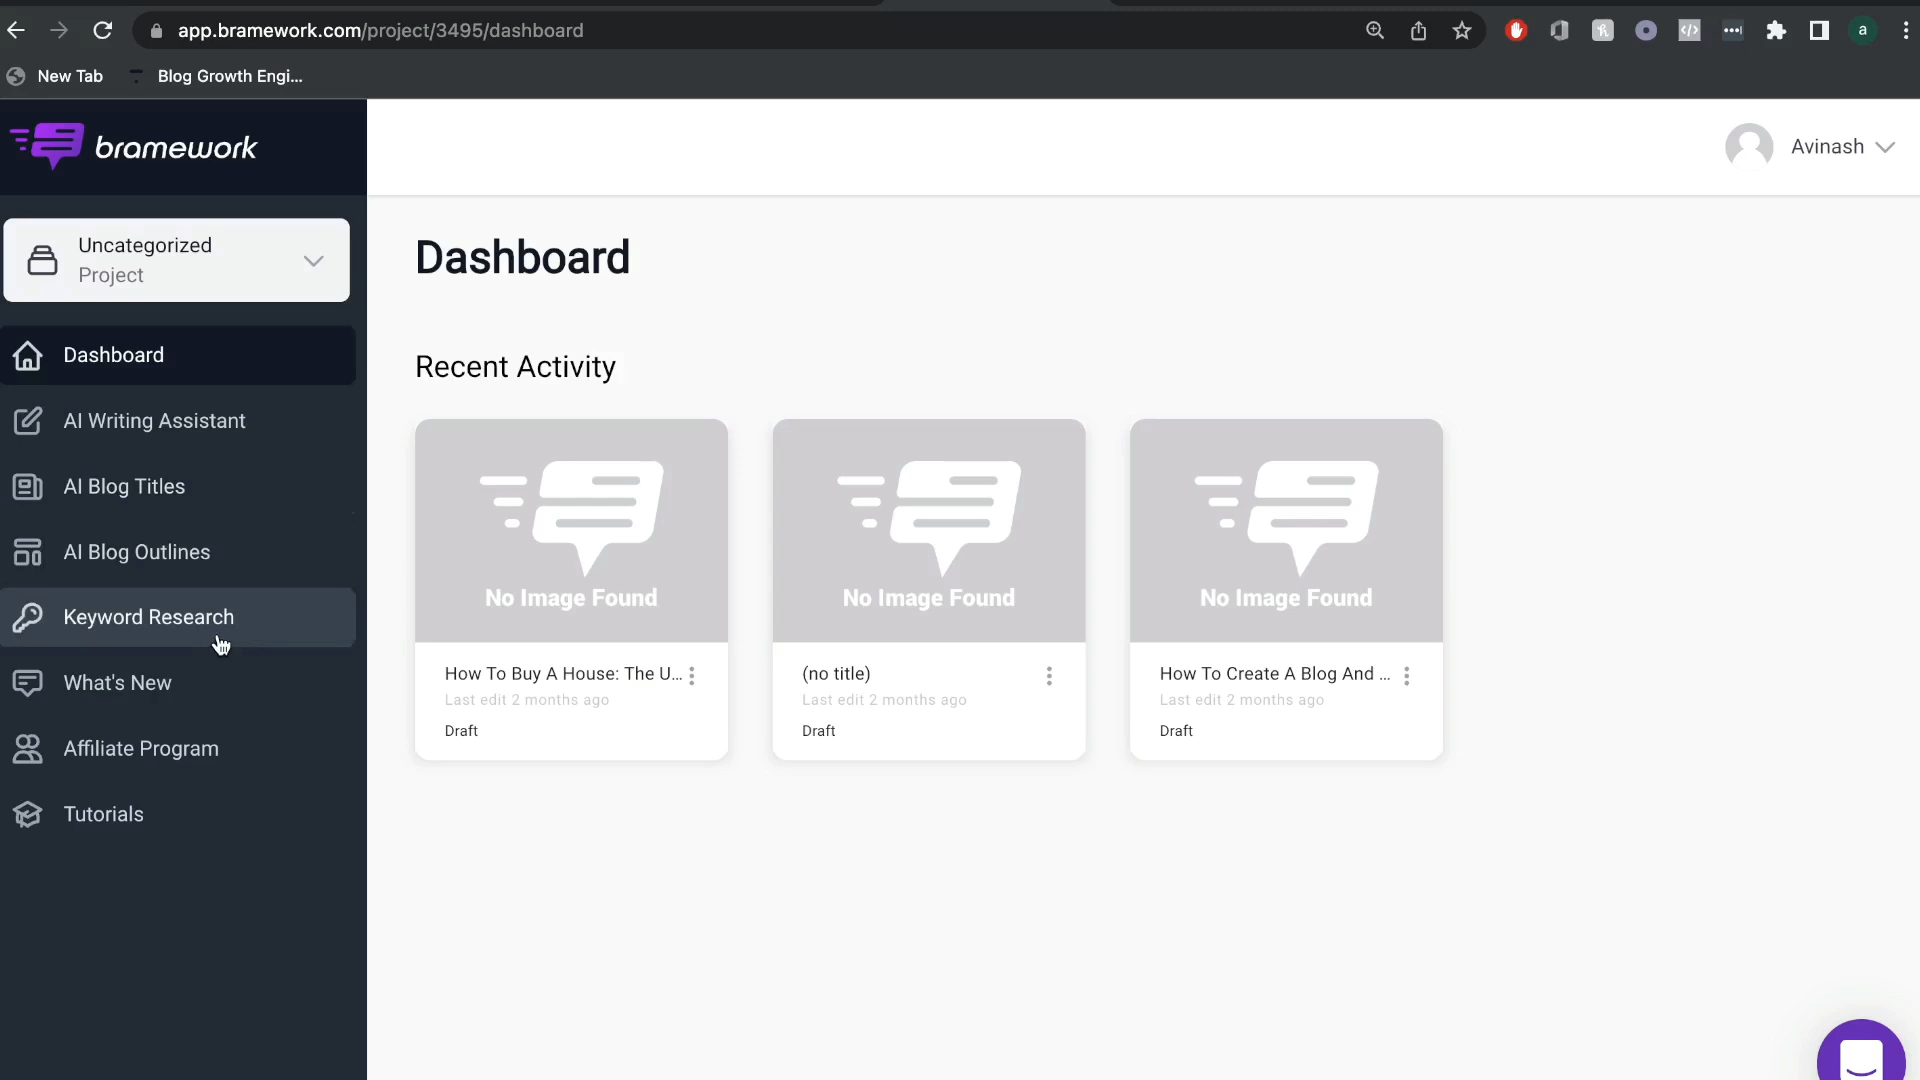 app.bramework.com/project/3495/dashboard
a
New Tab
Blog Growth Engi...
bramework
Avinash
Uncategorized
Project
Dashboard
AI Writing Assistant
AI Blog Titles
AI Blog Outlines
Keyword Research
What's New
Affiliate Program
Tutorials
Dashboard
Recent Activity
No Image Found
How To Buy A House: The U...
Last edit 2 months ago
Draft
No Image Found
(no title)
Last edit 2 months ago
Draft
No Image Found
How To Create A Blog And ...
Last edit 2 months ago
Draft